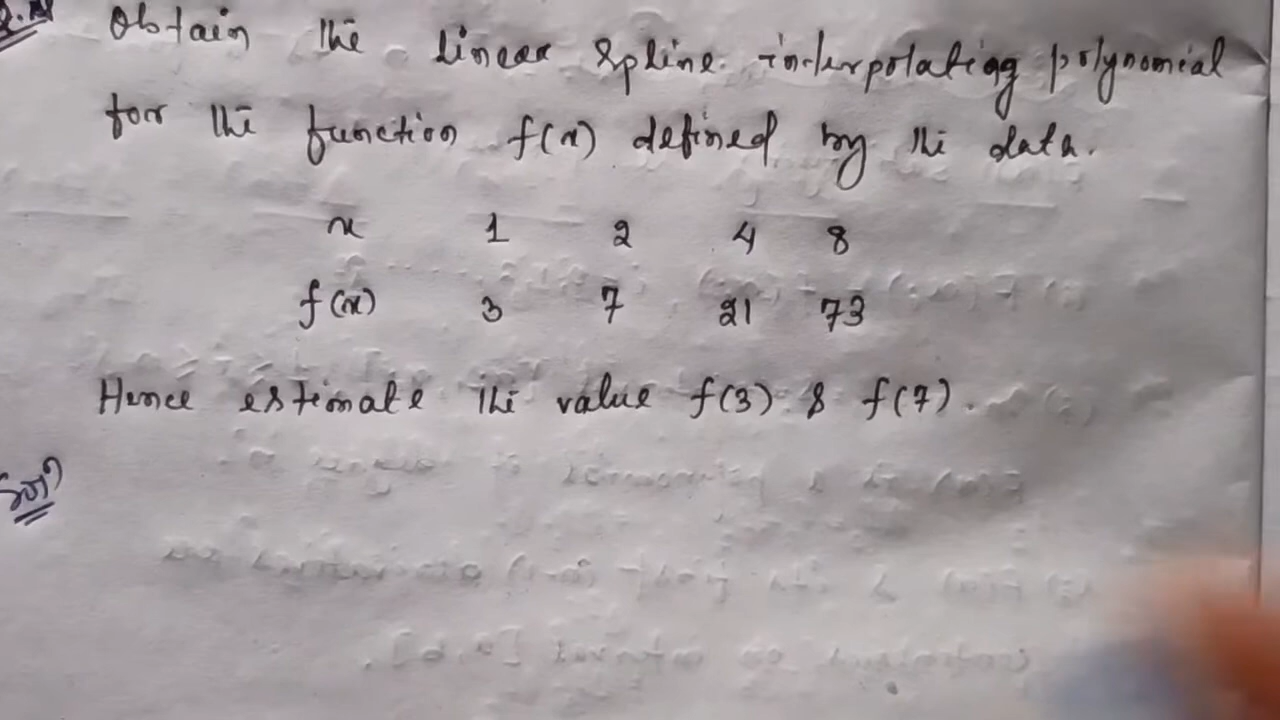 Obtain the linear spline interpolating polynomial
for the function f(x) defined by the data.
x 1 2 4 8
f(x) 3 7 21 73
Hence estimate the value f(3) & f(7).
Sol?